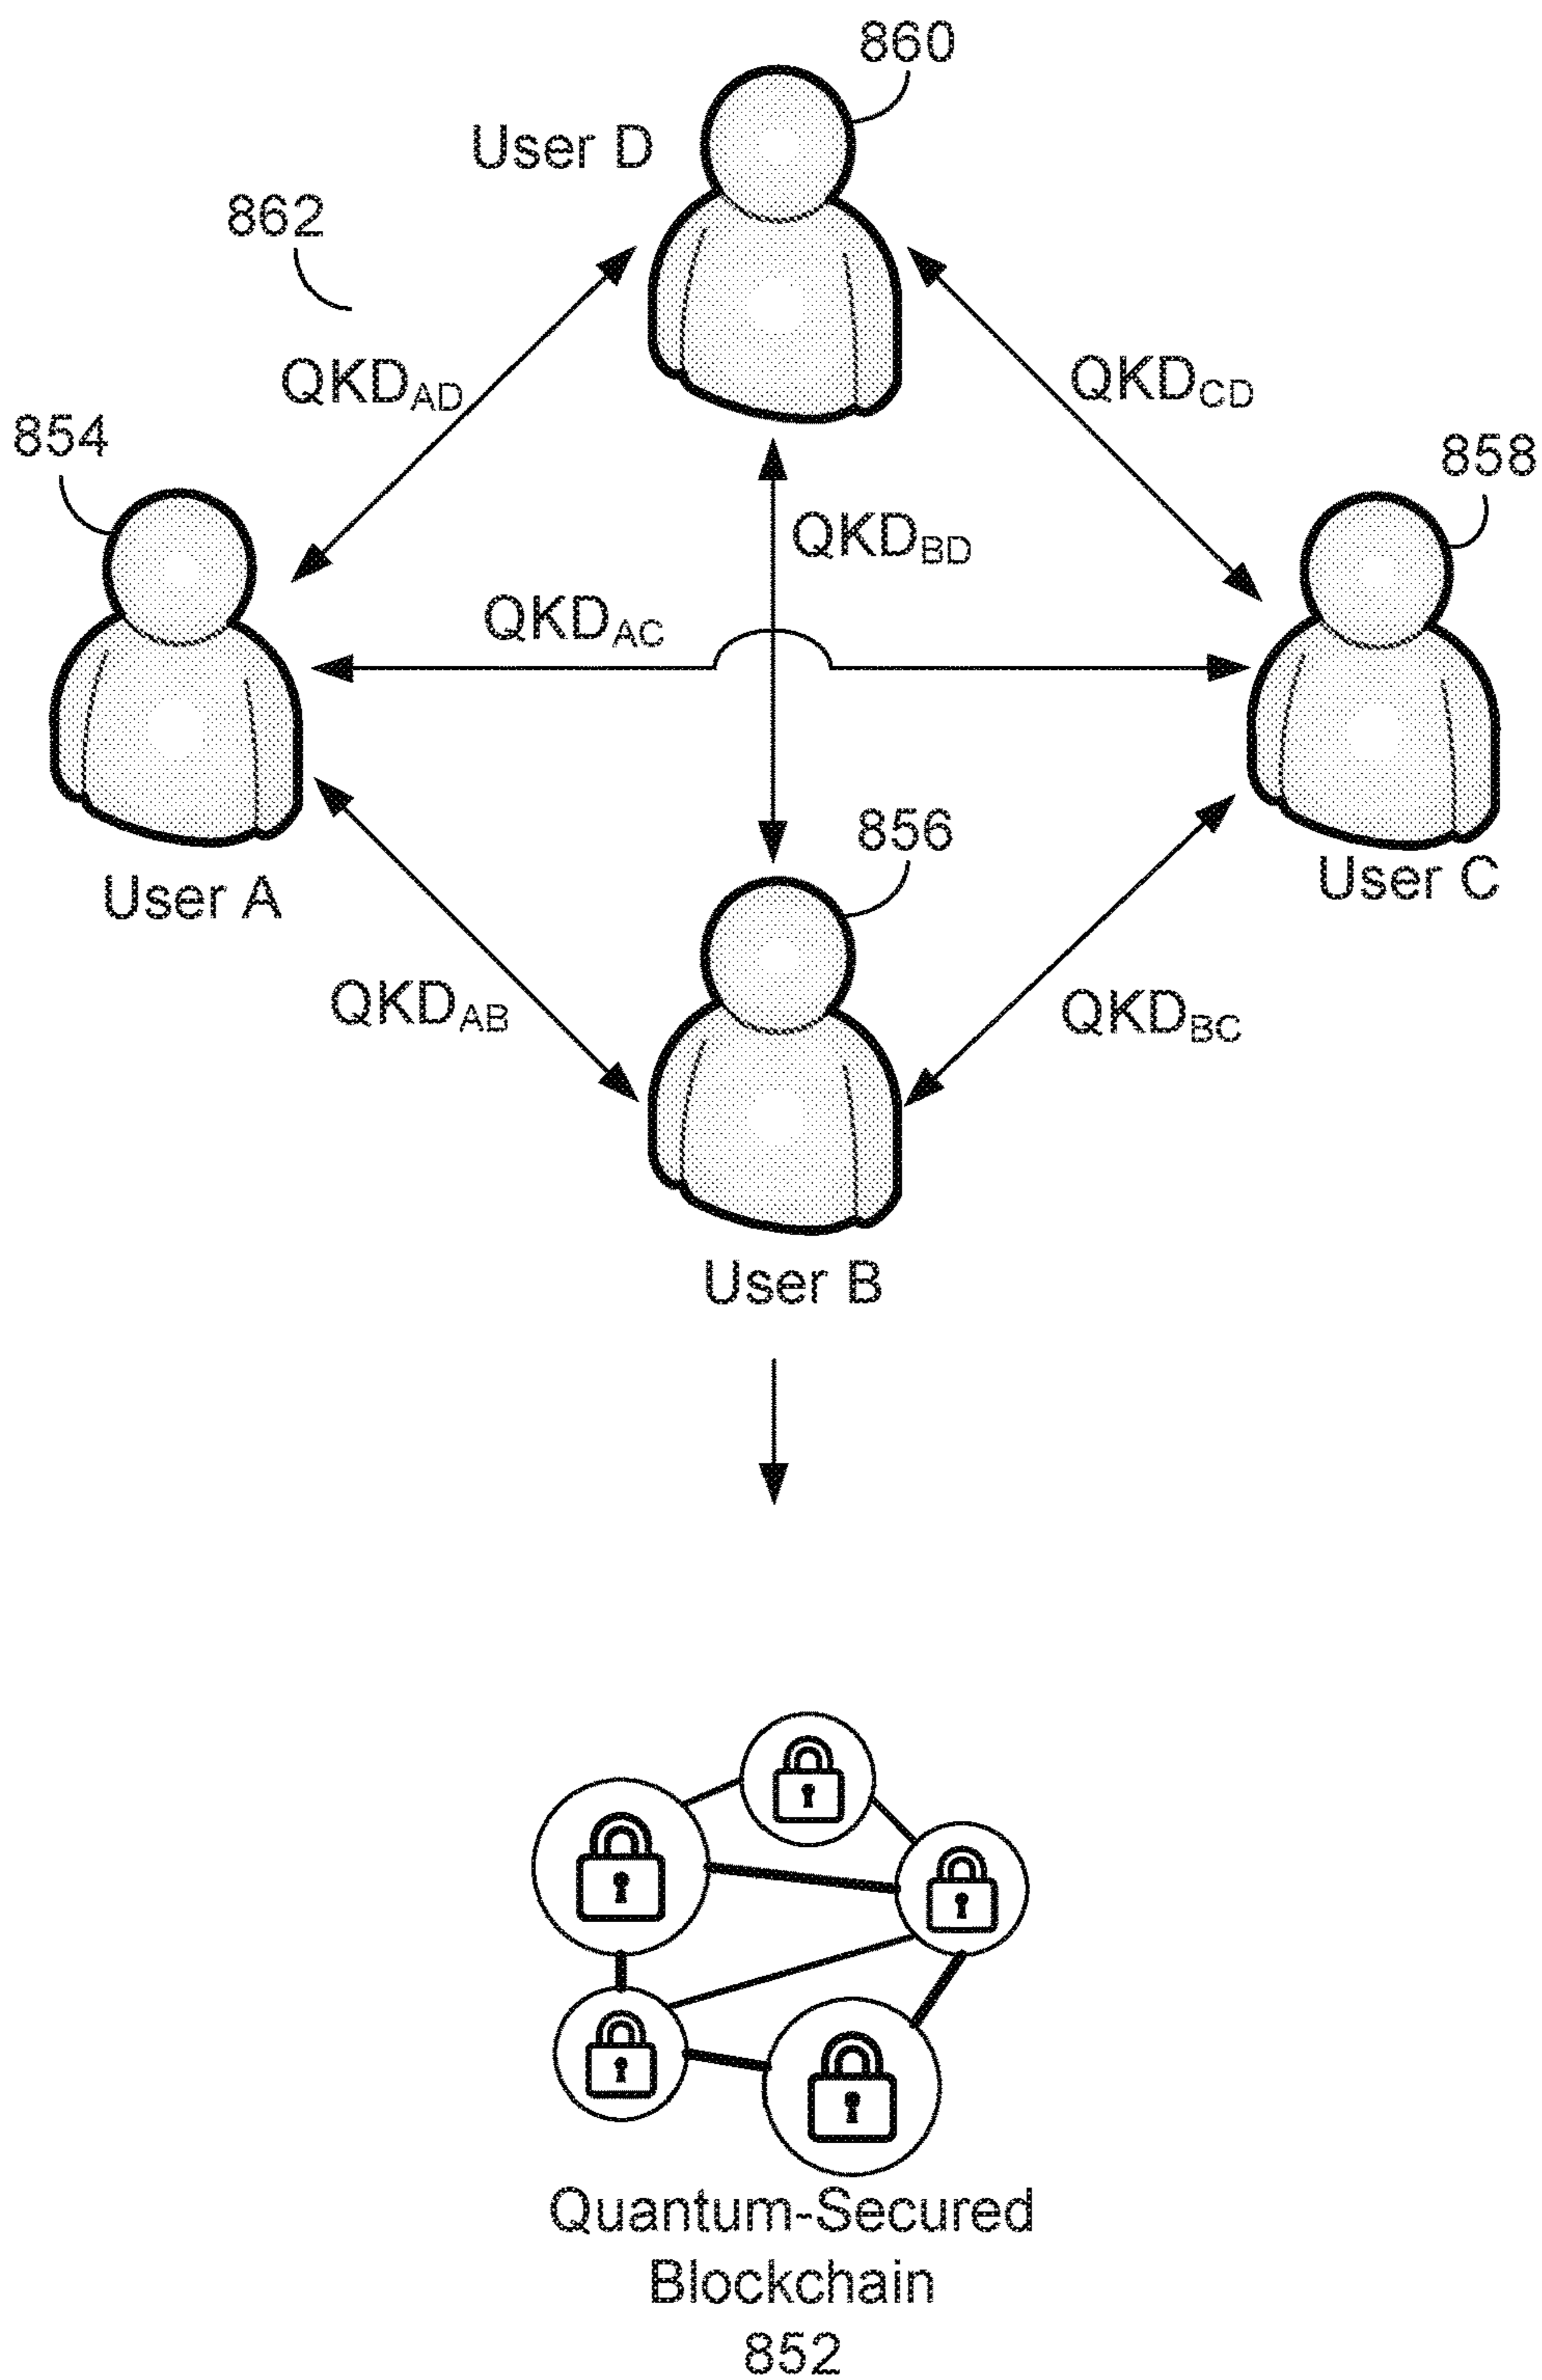 860
User D
862
QKDAD
QKDCD
854
858
QKDBD
QKDAC
856
User A
User C
QKDAB
QKDBC
User B
Quantum-Secured
Blockchain
852